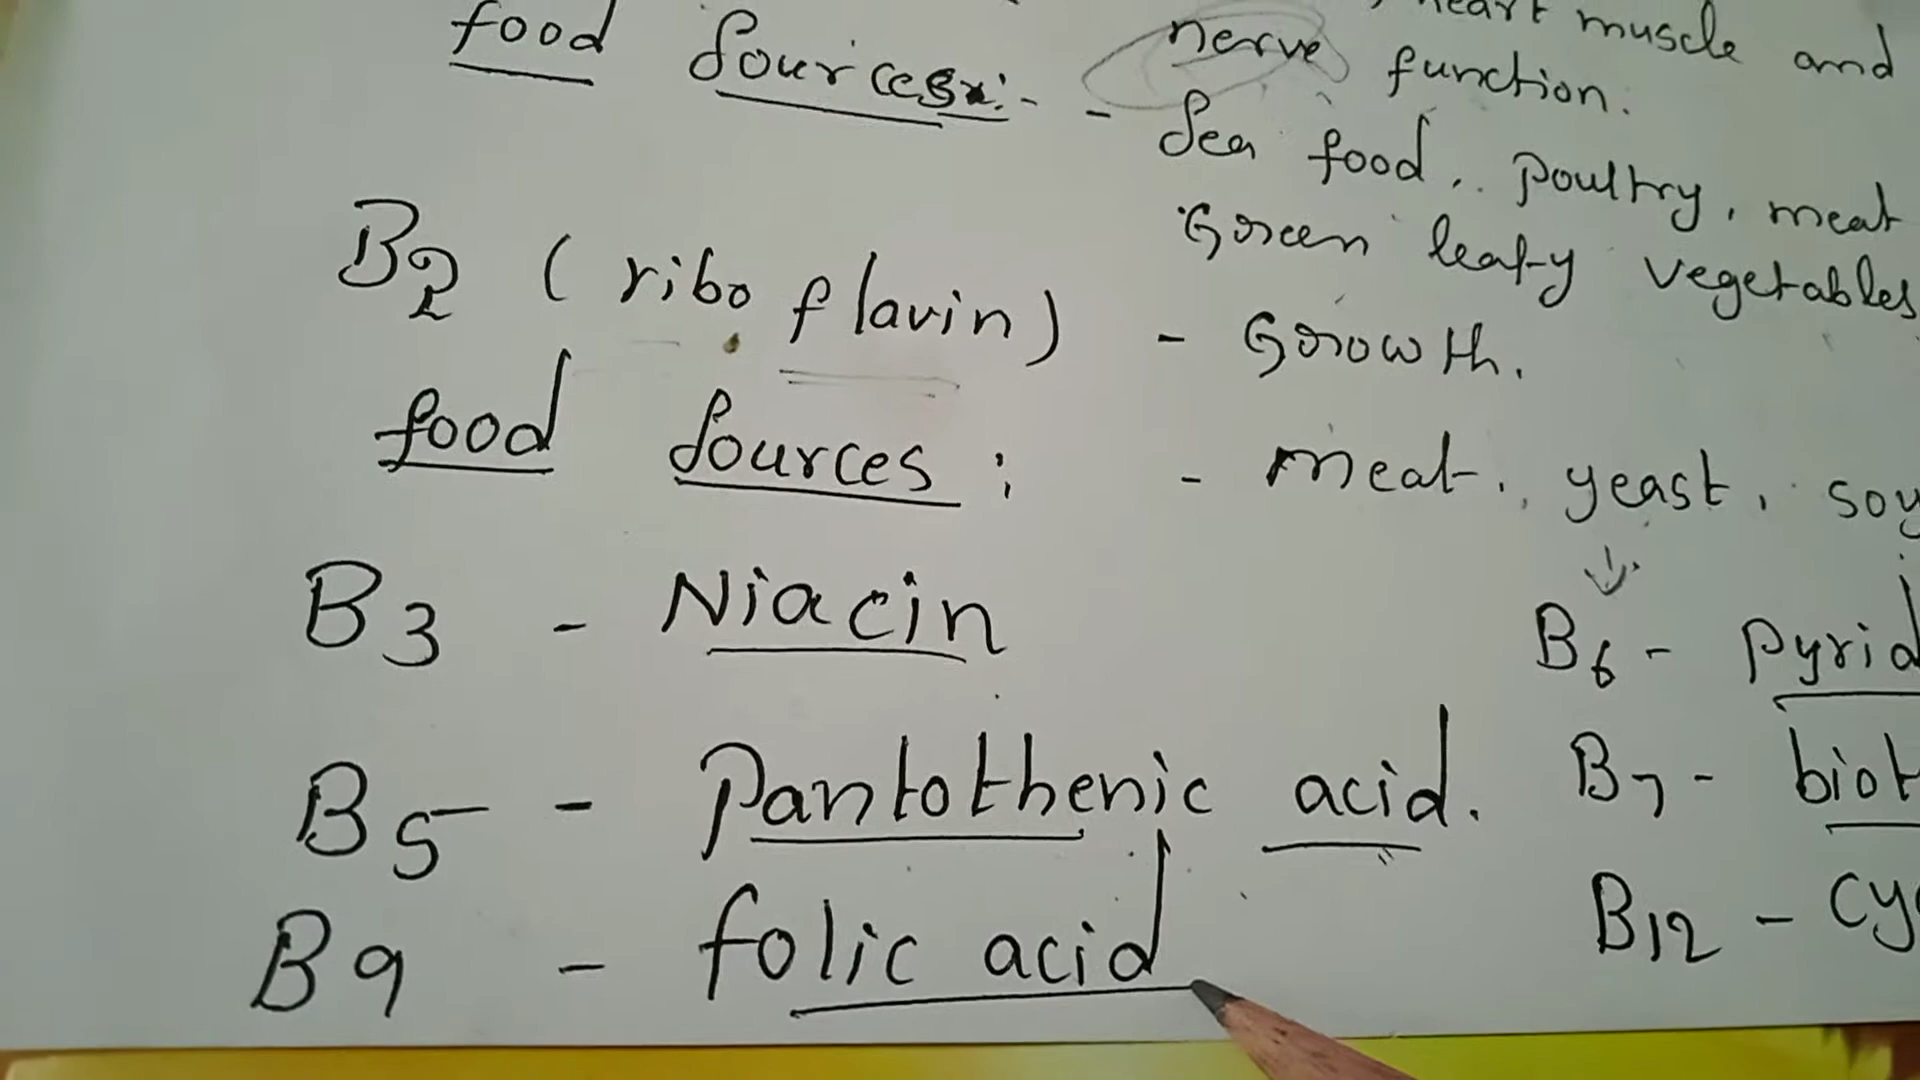 heart muscle and
nerve function.
food Sources:- - Sea food, poultry, meat
Green leafy vegetables
B2 (riboflavin) - Growth.
food Sources: - meat, yeast, soy
B3 - Niacin
B6 - pyrid
B5 - Pantothenic acid.
B7 - biot
B9 - folic acid
B12 - Cy